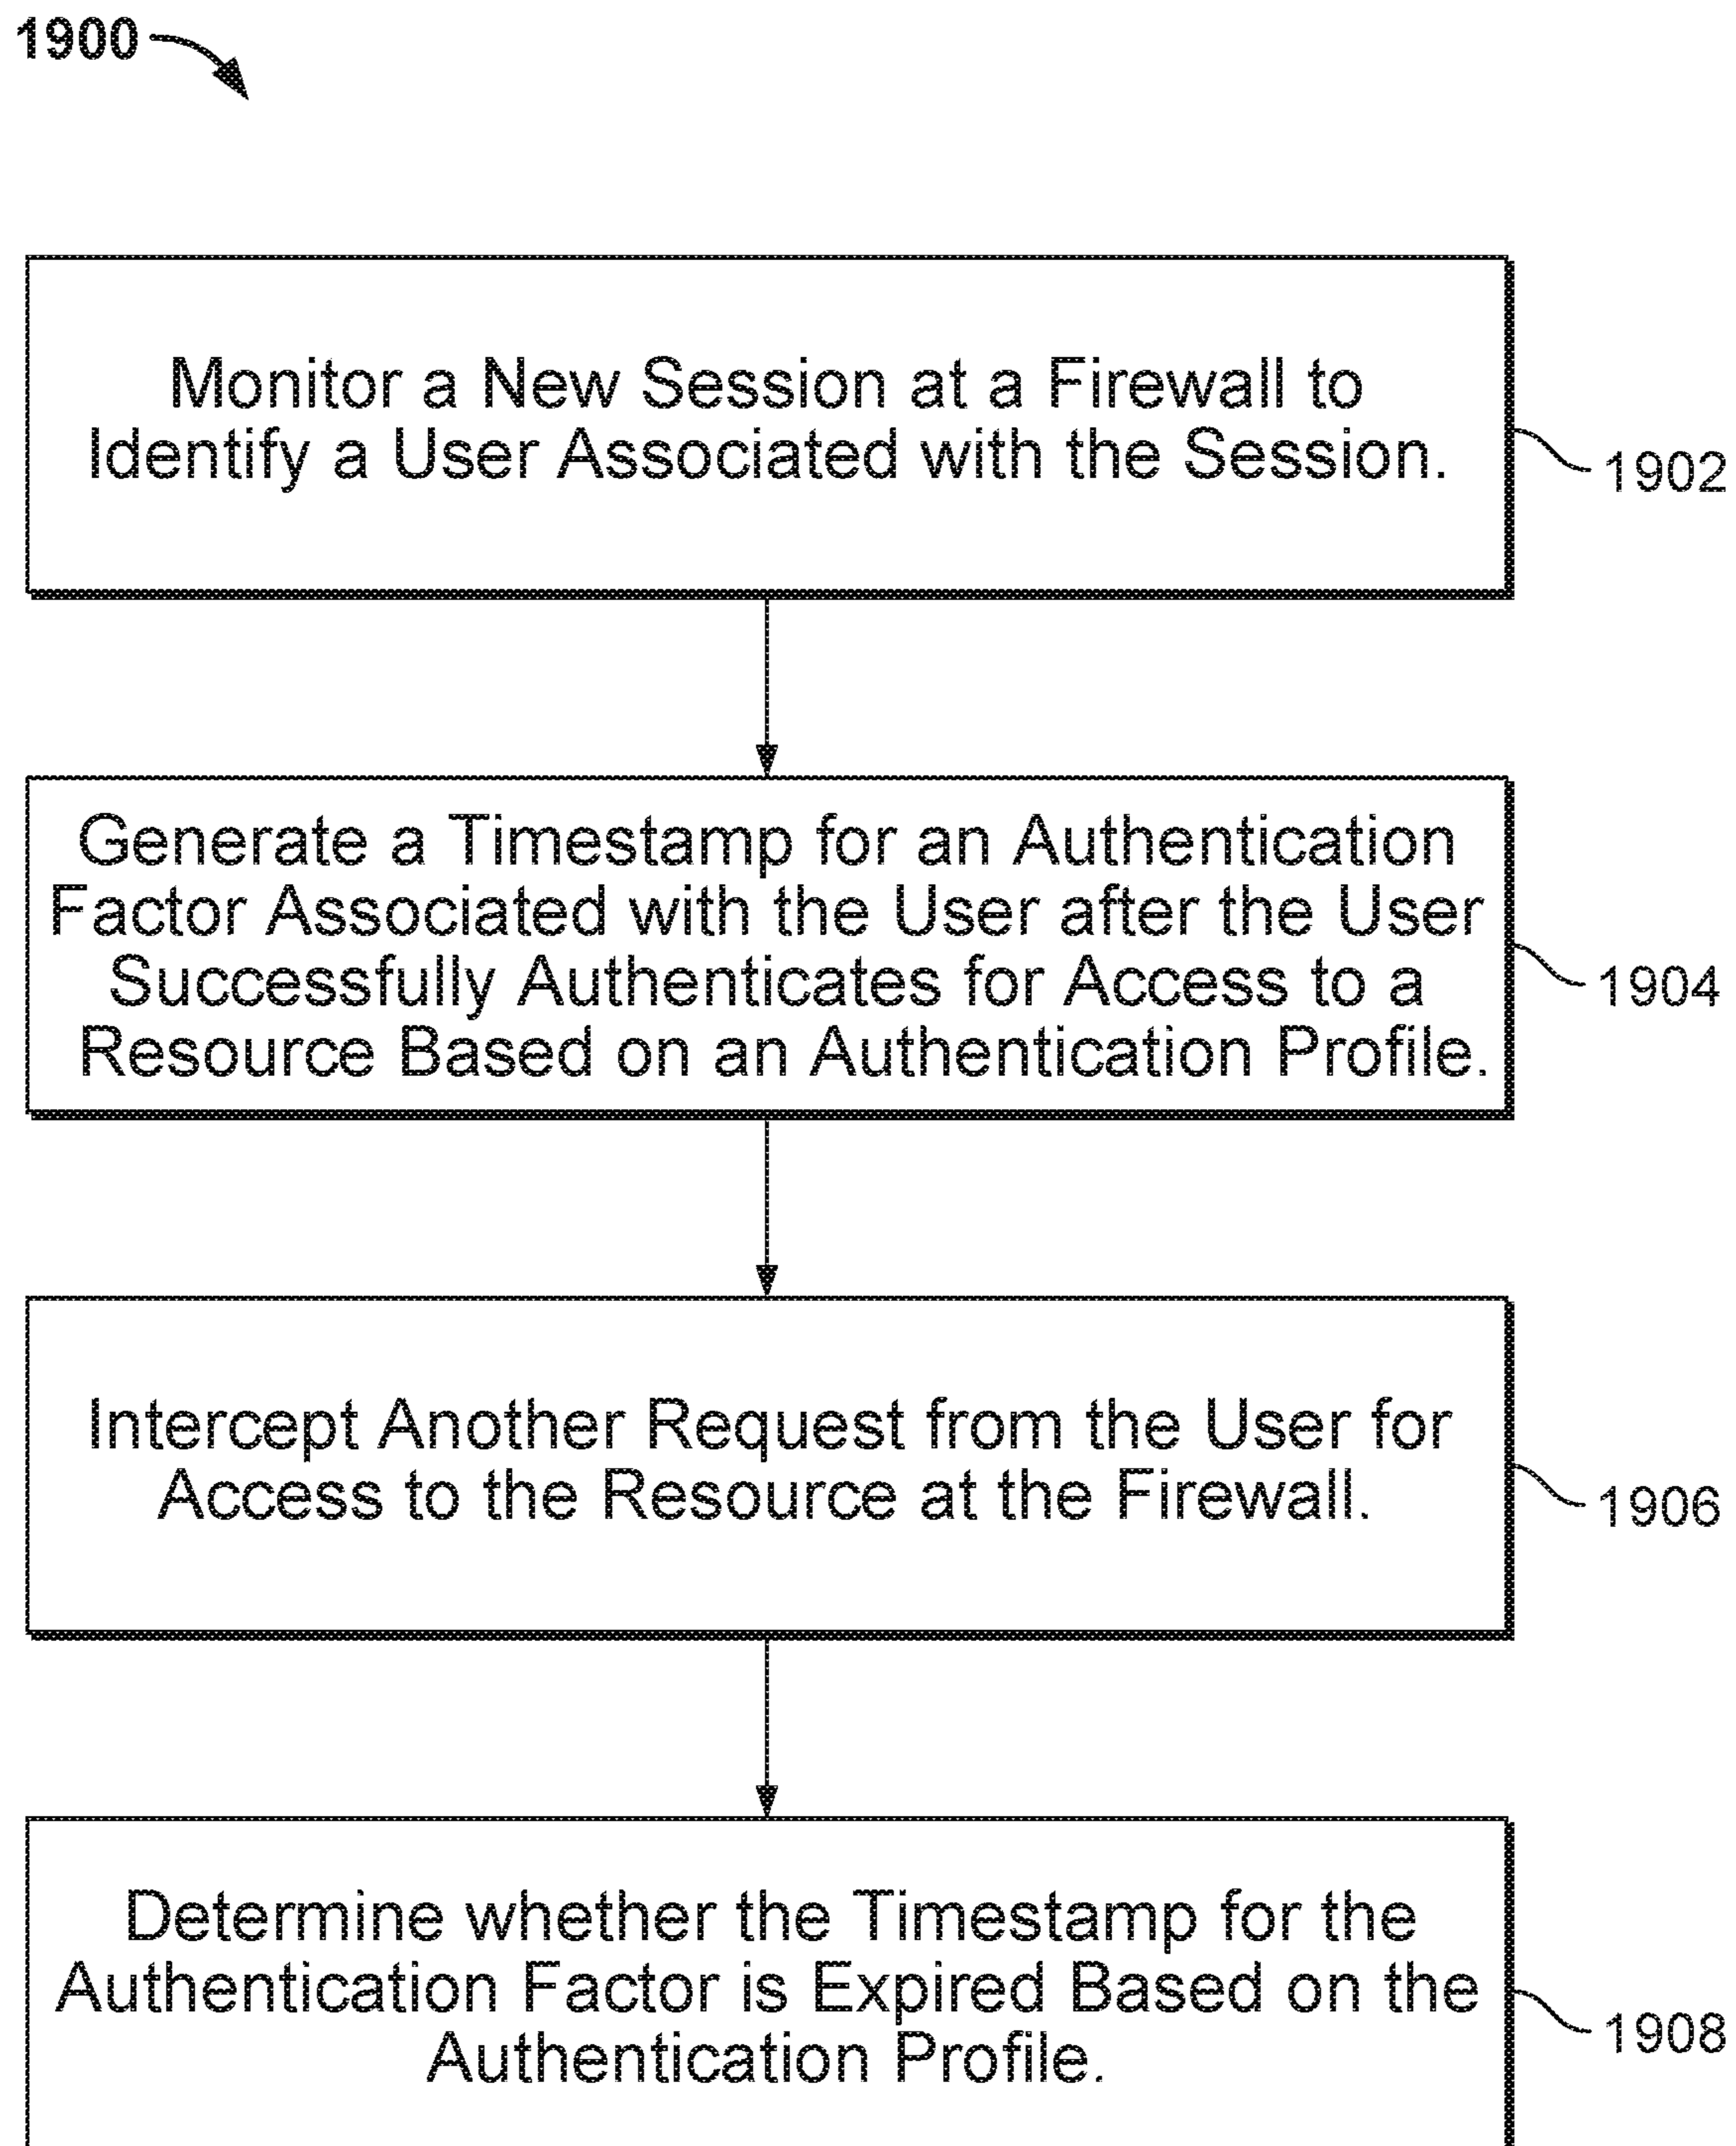 1900
Monitor a New Session at a Firewall to
Identify a User Associated with the Session.
1902
Generate a Timestamp for an Authentication
Factor Associated with the User after the User
Successfully Authenticates for Access to a
Resource Based on an Authentication Profile.
1904
Intercept Another Request from the User for
Access to the Resource at the Firewall.
1906
Determine whether the Timestamp for the
Authentication Factor is Expired Based on the
Authentication Profile.
1908